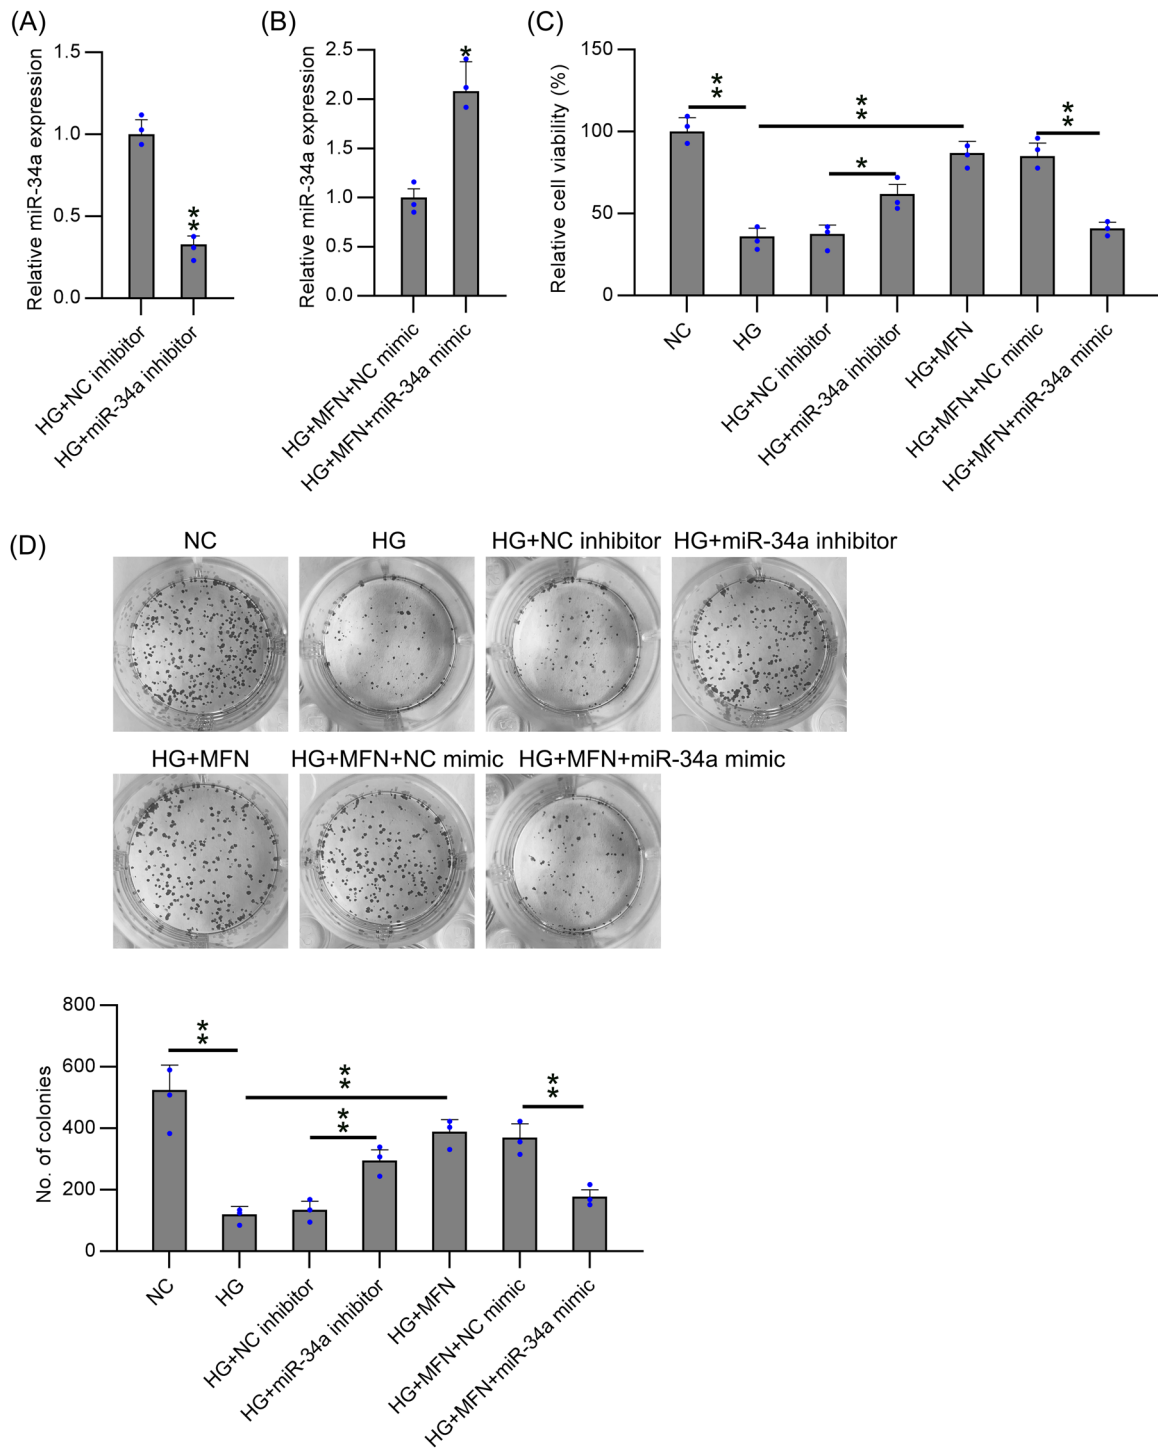 (A)
Relative miR-34a expression
1.5
1.0
0.5
0.0
**
HG+NC inhibitor
HG+miR-34a inhibitor
(B)
Relative miR-34a expression
2.5
2.0
1.5
1.0
0.5
0.0
*
HG+MFN+NC mimic
HG+MFN+miR-34a mimic
(C)
Relative cell viability (%)
150
100
50
0
**
**
*
**
NC
HG
HG+NC inhibitor
HG+miR-34a inhibitor
HG+MFN
HG+MFN+NC mimic
HG+MFN+miR-34a mimic
(D)
NC
HG
HG+NC inhibitor
HG+miR-34a inhibitor
HG+MFN
HG+MFN+NC mimic
HG+MFN+miR-34a mimic
No. of colonies
800
600
400
200
0
**
**
**
**
NC
HG
HG+NC inhibitor
HG+miR-34a inhibitor
HG+MFN
HG+MFN+NC mimic
HG+MFN+miR-34a mimic